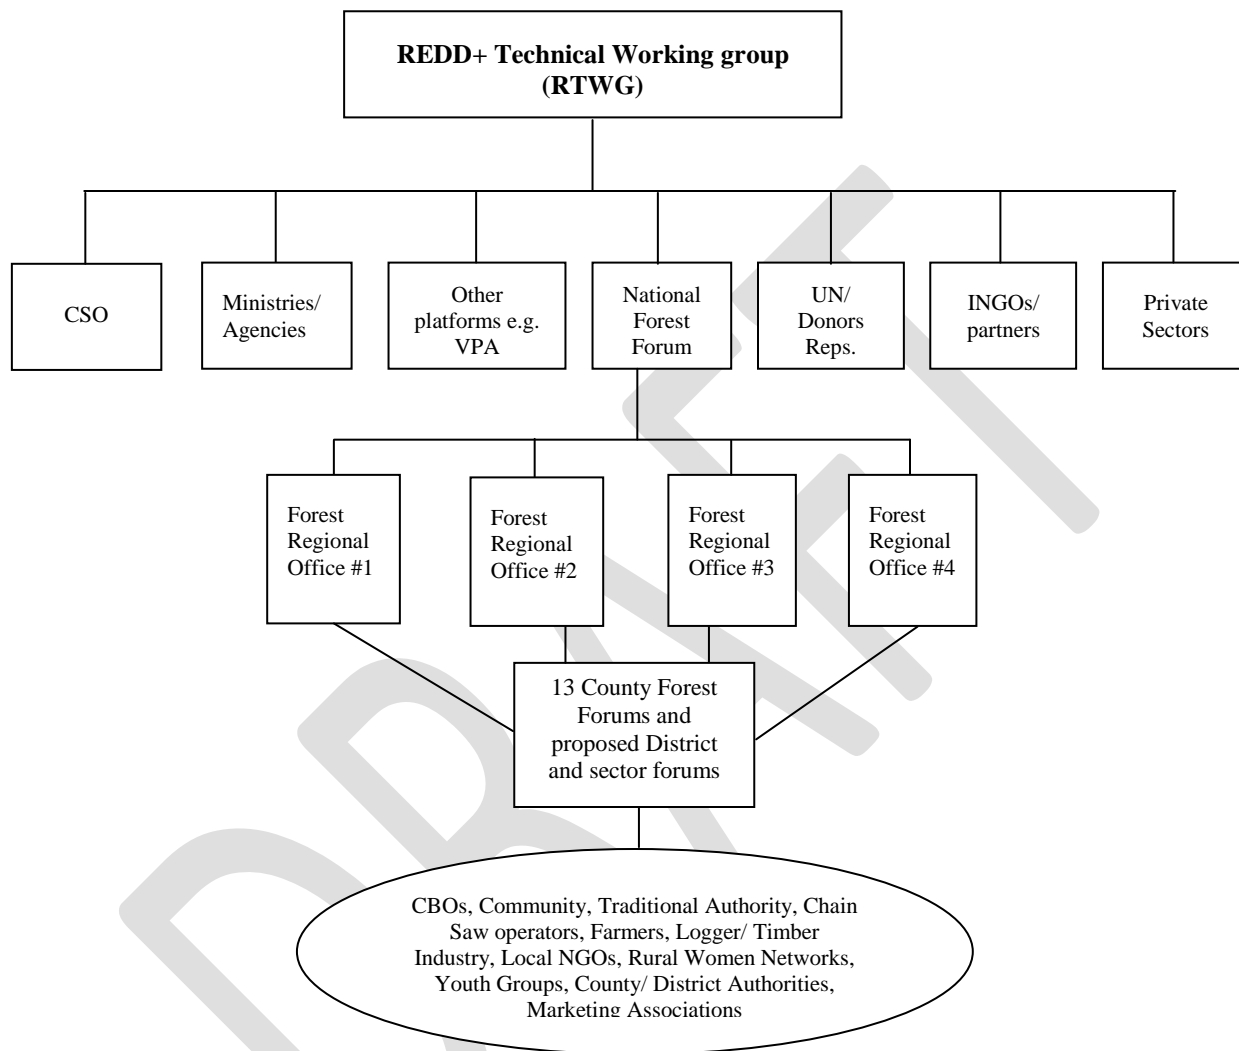 REDD+ Technical Working group
(RTWG)
CSO
Ministries/
Agencies
Other
platforms e.g.
VPA
National
Forest
Forum
UN/
Donors
Reps.
INGOs/
partners
Private
Sectors
Forest
Regional
Office #1
Forest
Regional
Office #2
Forest
Regional
Office #3
Forest
Regional
Office #4
13 County Forest
Forums and
proposed District
and sector forums
CBOs, Community, Traditional Authority, Chain
Saw operators, Farmers, Logger/ Timber
Industry, Local NGOs, Rural Women Networks,
Youth Groups, County/ District Authorities,
Marketing Associations
DRAFT